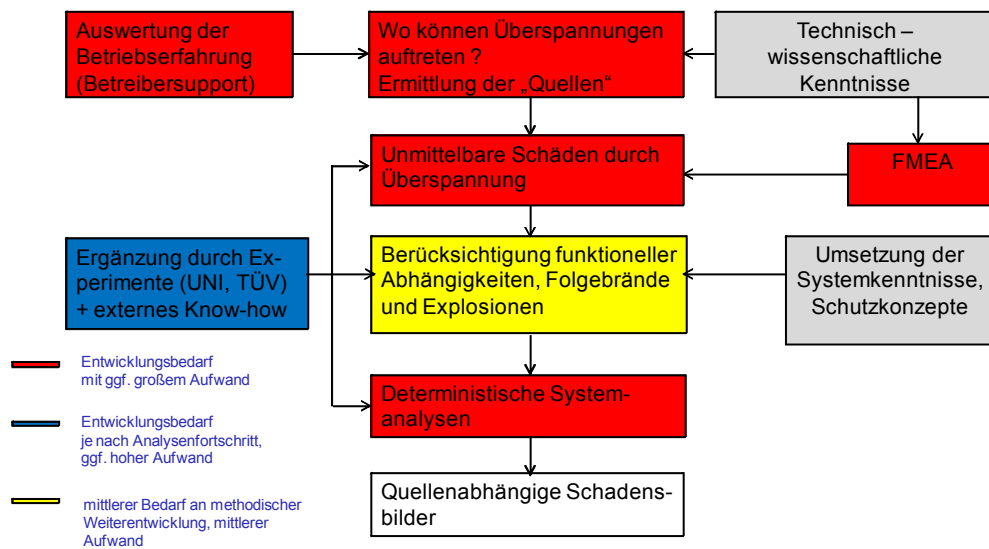 Auswertung der
Betriebserfahrung
(Betreibersupport)
Wo können Überspannungen
auftreten ?
Ermittlung der „Quellen“
Technisch –
wissenschaftliche
Kenntnisse
Unmittelbare Schäden durch
Überspannung
FMEA
Ergänzung durch Ex-
perimente (UNI, TÜV)
+ externes Know-how
Berücksichtigung funktioneller
Abhängigkeiten, Folgebrände
und Explosionen
Umsetzung der
Systemkenntnisse,
Schutzkonzepte
Entwicklungsbedarf
mit ggf. großem Aufwand
Deterministische System-
analysen
Entwicklungsbedarf
je nach Analysenfortschritt,
ggf. hoher Aufwand
Quellenabhängige Schadens-
bilder
mittlerer Bedarf an methodischer
Weiterentwicklung, mittlerer
Aufwand